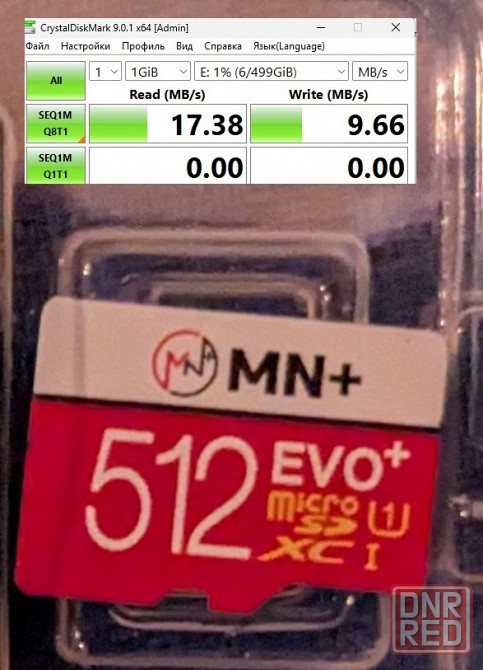 CrystalDiskMark 9.0.1 x64 [Admin]
Файл Настройки Профиль Вид Справка Язык(Language)
All 1 1GiB E: 1% (6/499GiB) MB/s
Read (MB/s) Write (MB/s)
SEQ1M
Q8T1 17.38 9.66
SEQ1M
Q1T1 0.00 0.00
MN+
MN+
512 EVO+
micro
SD U1
XC I
DNR
RED